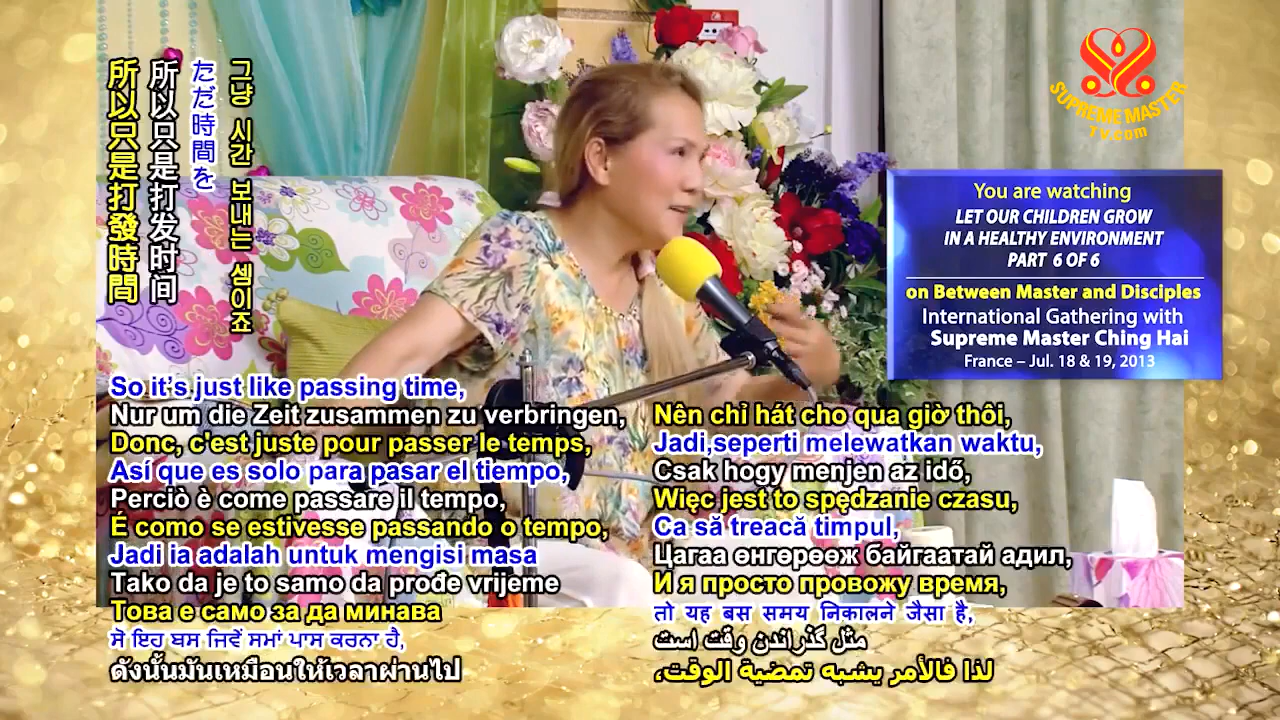 所以只是打發時間
所以只是打发时间
ただ時間を
그냥 시간 보내는 셈이죠
SUPREME MASTER
TV.com
You are watching
LET OUR CHILDREN GROW
IN A HEALTHY ENVIRONMENT
PART 6 OF 6
on Between Master and Disciples
International Gathering with
Supreme Master Ching Hai
France – Jul. 18 & 19, 2013
So it's just like passing time,
Nur um die Zeit zusammen zu verbringen,
Donc, c'est juste pour passer le temps,
Así que es solo para pasar el tiempo,
Perciò è come passare il tempo,
É como se estivesse passando o tempo,
Jadi ia adalah untuk mengisi masa
Tako da je to samo da prođe vrijeme
Това е само за да минава
ਸੋ ਇਹ ਬਸ ਜਿਵੇਂ ਸਮਾਂ ਪਾਸ ਕਰਨਾ ਹੈ,
ดังนั้นมันเหมือนให้เวลาผ่านไป
Nên chỉ hát cho qua giờ thôi,
Jadi,seperti melewatkan waktu,
Csak hogy menjen az idő,
Więc jest to spędzanie czasu,
Ca să treacă timpul,
Цагаа өнгөрөөж байгаатай адил,
И я просто провожу время,
तो यह बस समय निकालने जैसा है,
مثل گذراندن وقت است
لذا فالأمر يشبه تمضية الوقت،